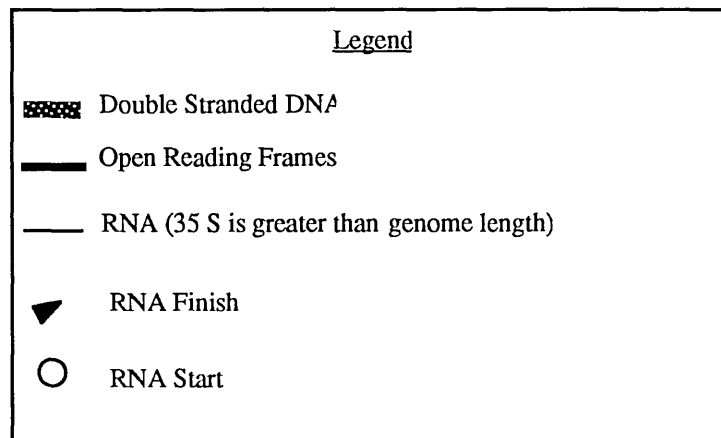 Legend
Double Stranded DNA
Open Reading Frames
RNA (35 S is greater than genome length)
RNA Finish
RNA Start